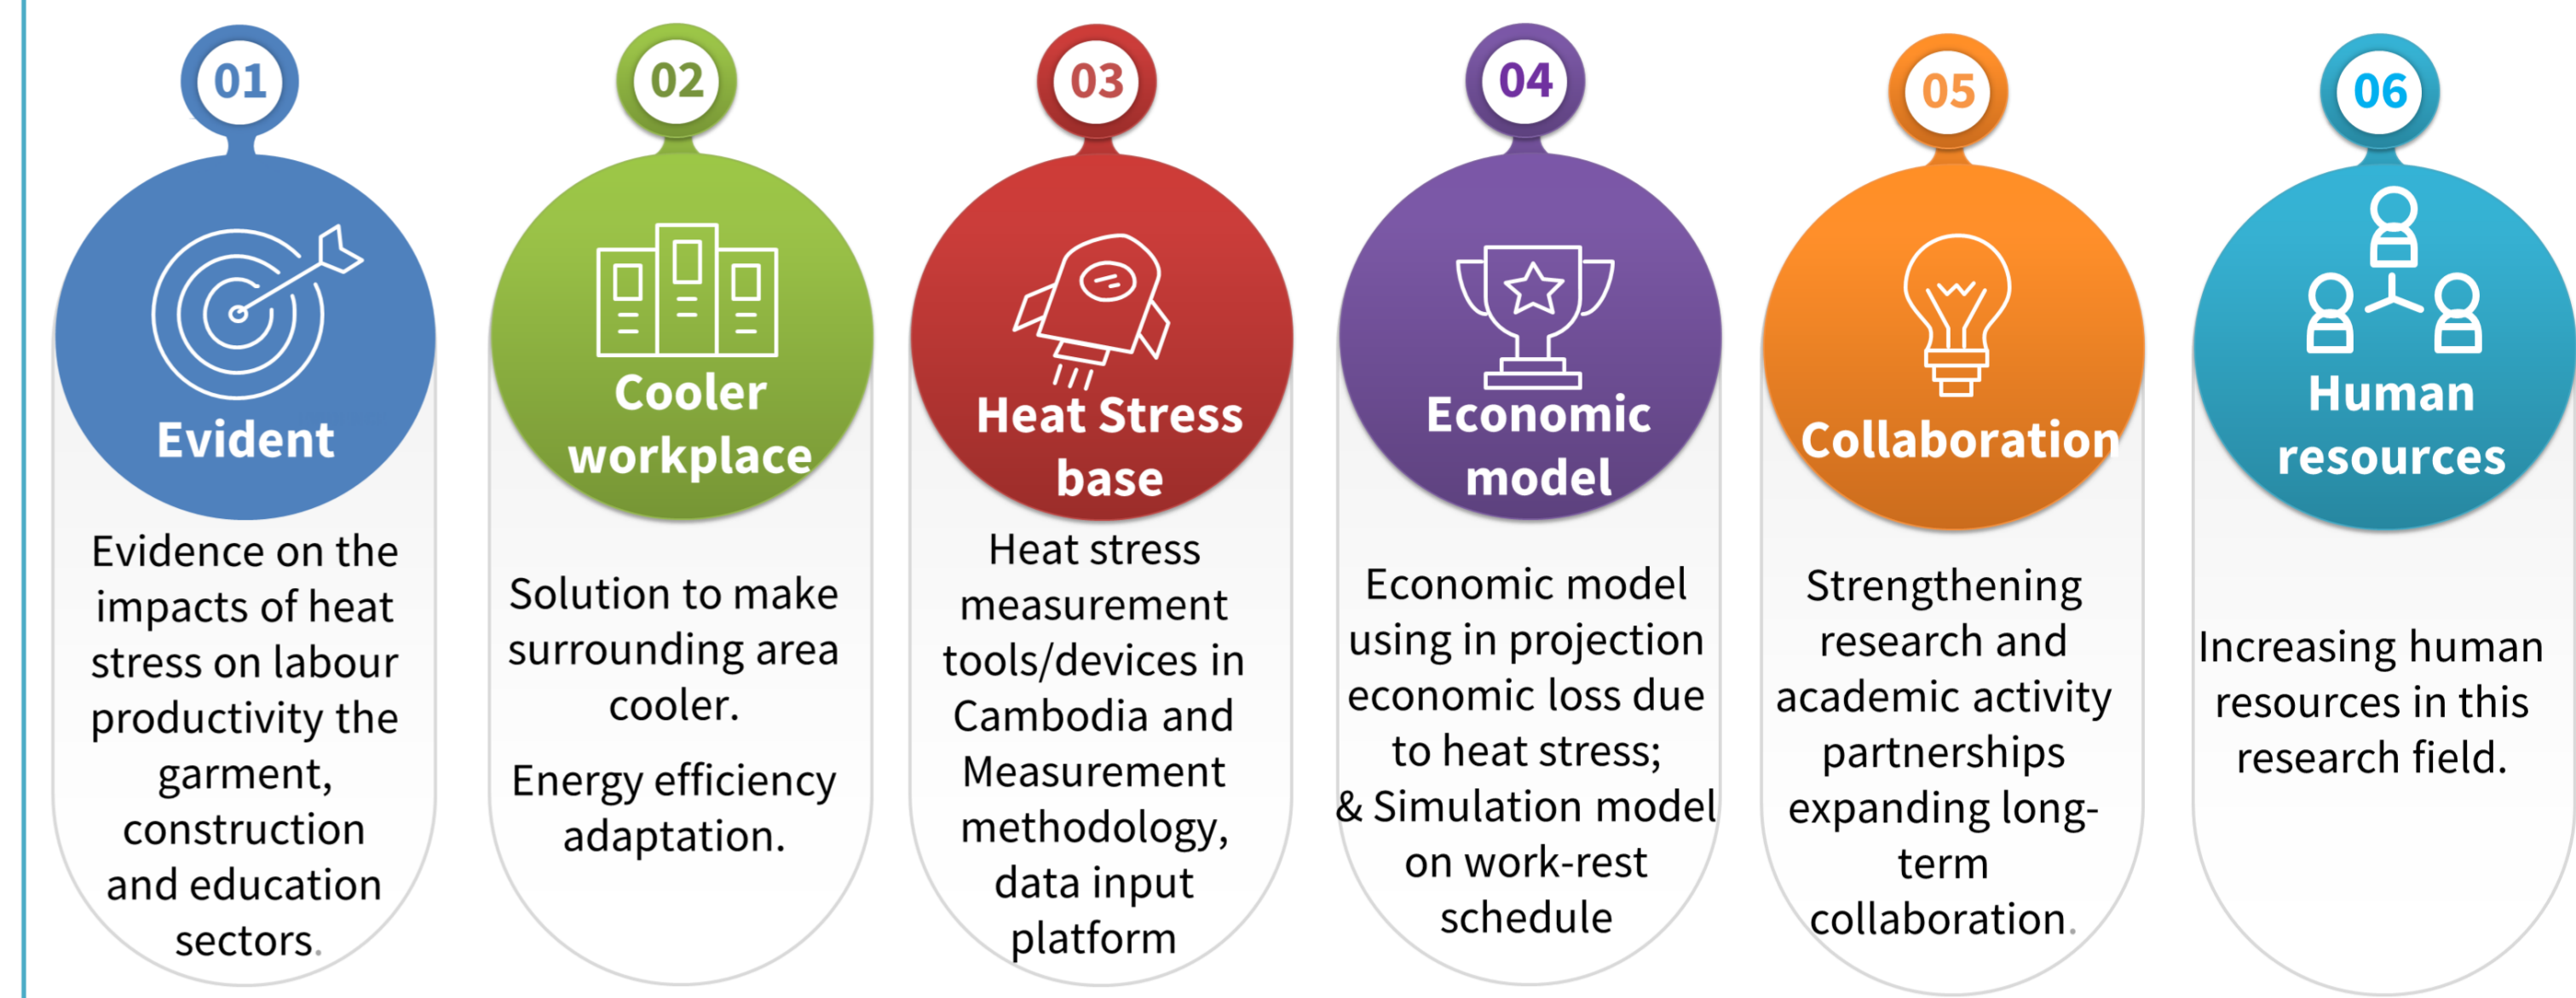 01
Evident
Evidence on the
impacts of heat
stress on labour
productivity the
garment,
construction
and education
sectors.
02
Cooler
workplace
Solution to make
surrounding area
cooler.
Energy efficiency
adaptation.
03
Heat Stress
base
Heat stress
measurement
tools/devices in
Cambodia and
Measurement
methodology,
data input
platform
04
Economic
model
Economic model
using in projection
economic loss due
to heat stress;
& Simulation model
on work-rest
schedule
05
Collaboration
Strengthening
research and
academic activity
partnerships
expanding long-
term
collaboration.
06
Human
resources
Increasing human
resources in this
research field.